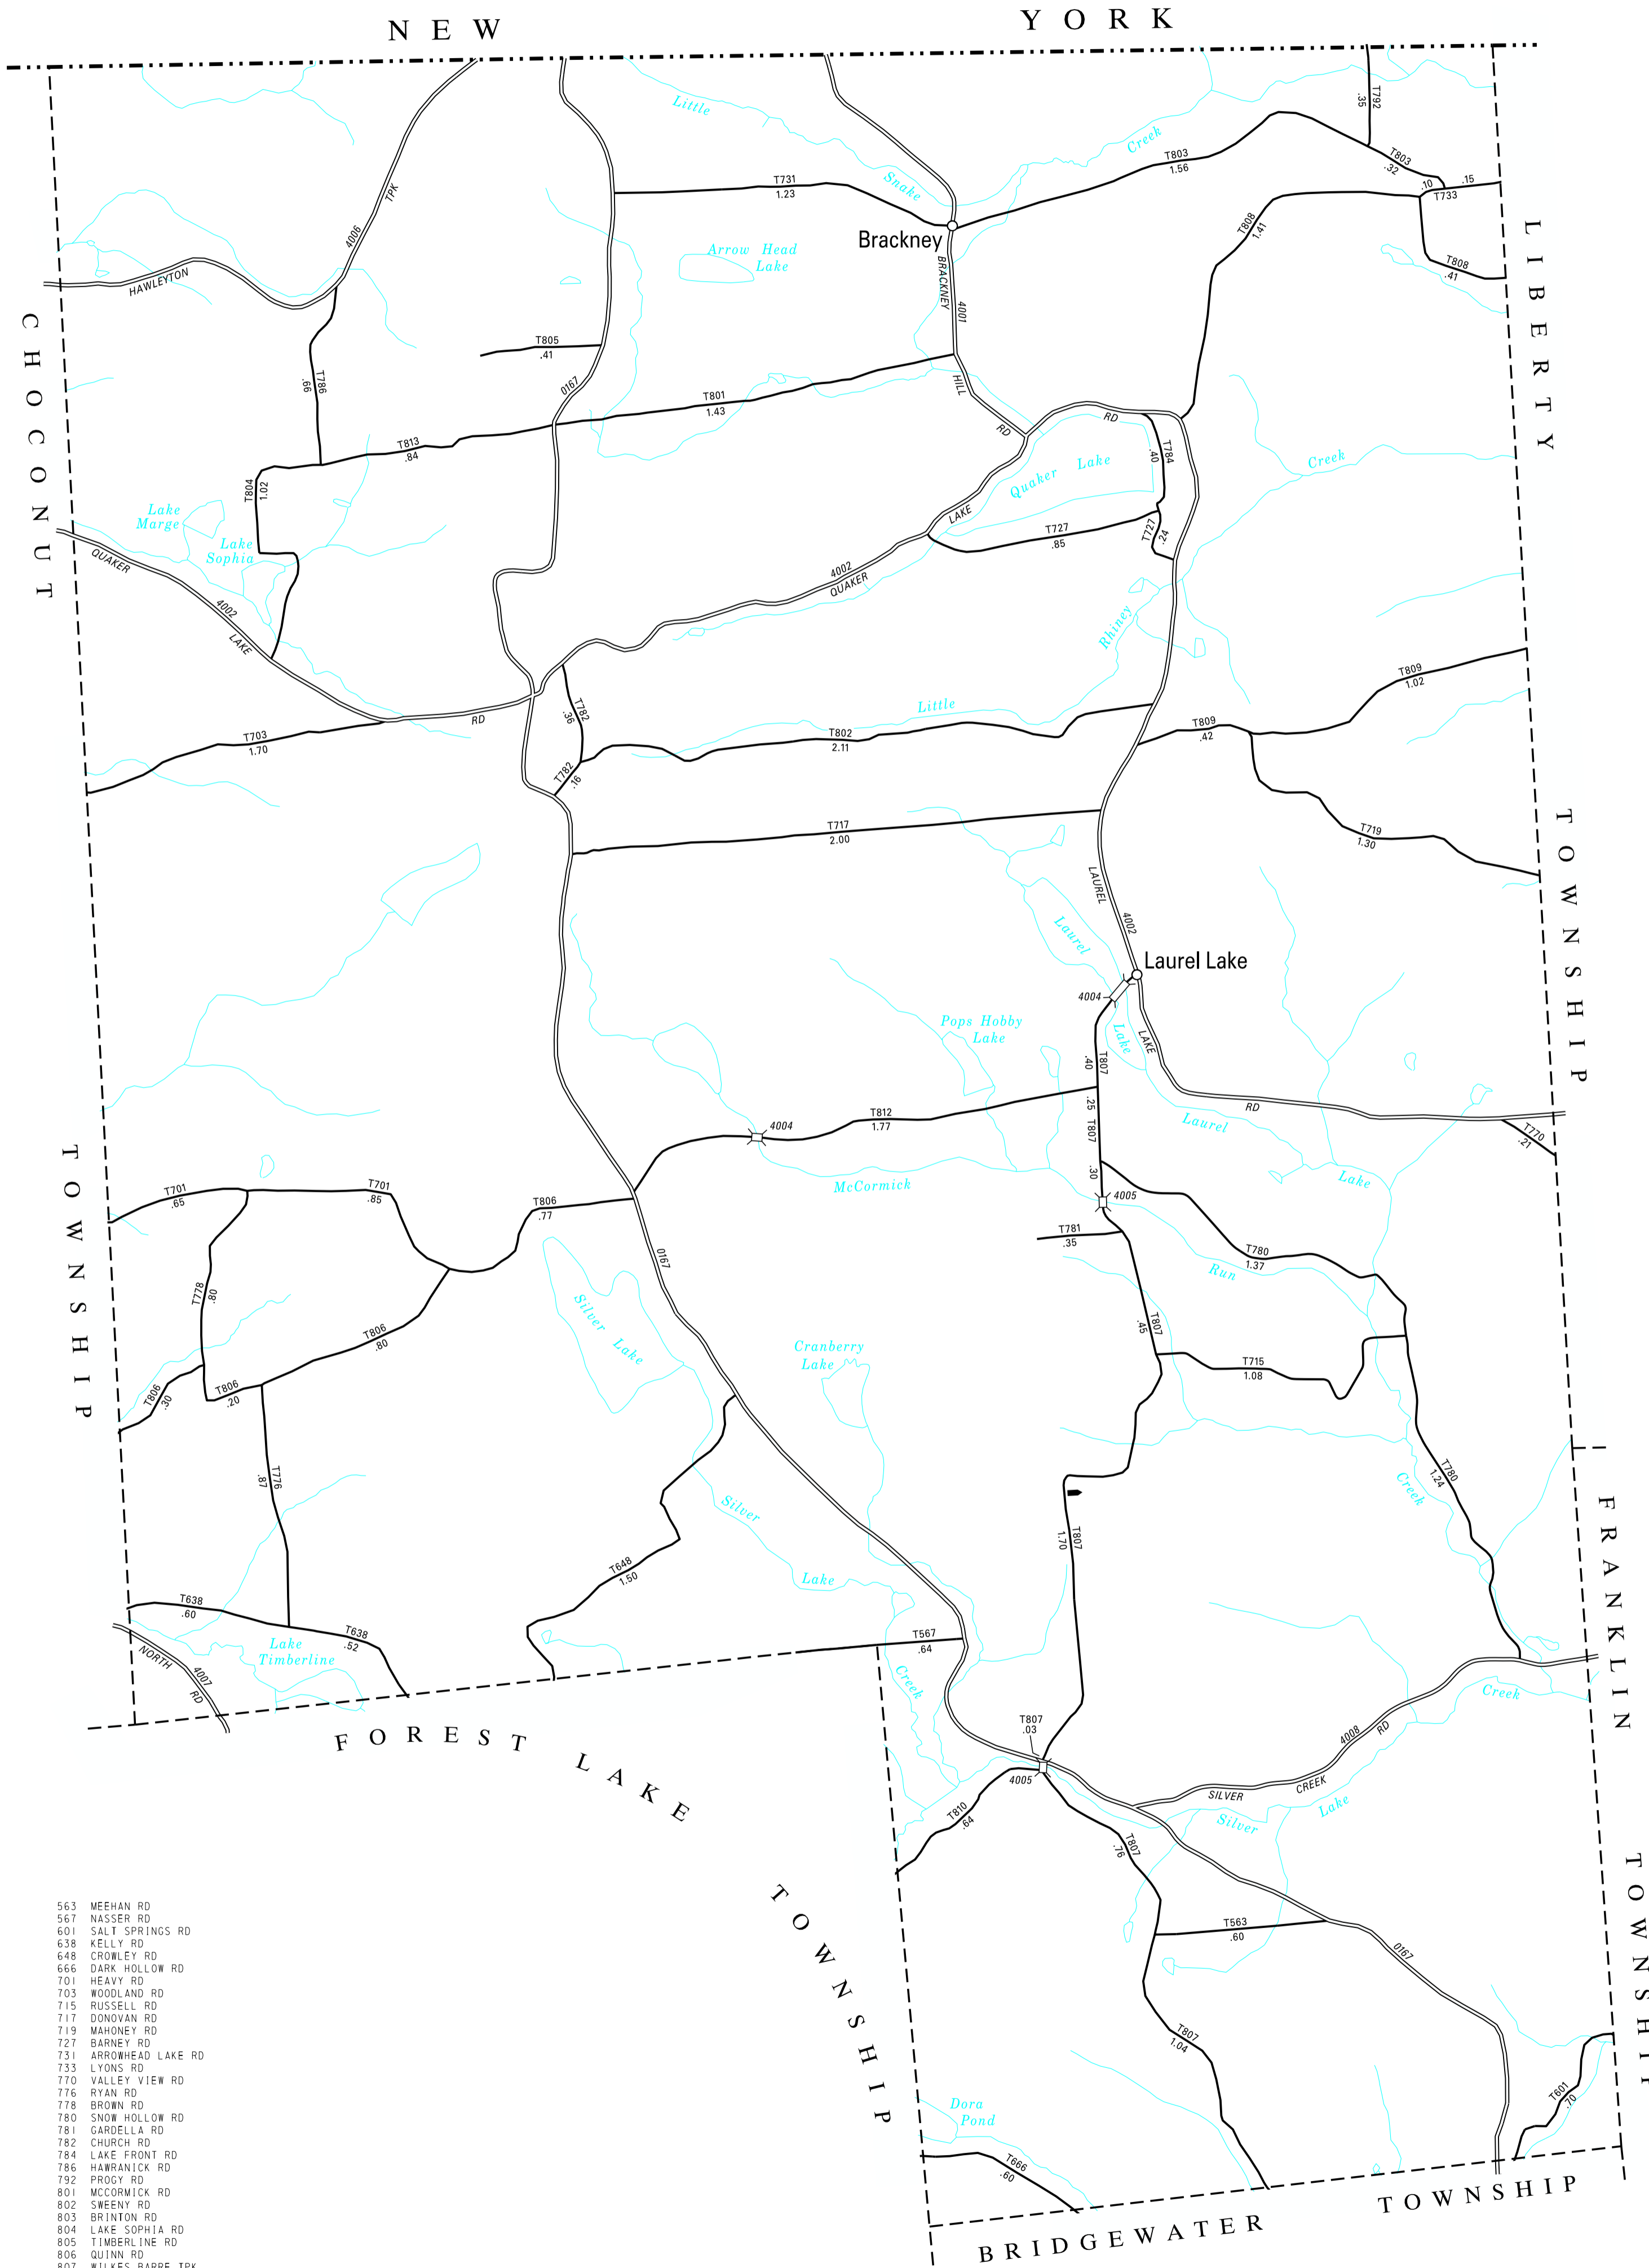 NEW YORK
Little
Snake
Creek
T792
.35
T803
1.56
T803
.32
.10
.15
T733
T731
1.23
Brackney
T808
1.41
T808
.41
Arrow Head
Lake
BRACKNEY
4001
HILL
RD
4006
TPK
HAWLEYTON
CHOCONUT
LIBERTY
T805
.41
T786
.66
0167
T801
1.43
T813
.84
RD
T784
.40
Quaker Lake
Creek
T804
1.02
Lake
Marge
Lake
Sophia
LAKE
T727
.85
T727
.24
QUAKER
4002
LAKE
4002
QUAKER
Rhiney
T809
1.02
Little
T782
.36
RD
T703
1.70
T802
2.11
T809
.42
T782
.16
T717
2.00
T719
1.30
TOWNSHIP
LAUREL
4002
Laurel
Laurel Lake
4004
Lake
LAKE
Pops Hobby
Lake
T807
.40
RD
.25
T807
T812
1.77
4004
Laurel
T770
.21
Lake
McCormick
.30
4005
TOWNSHIP
T701
.65
T701
.85
T806
.77
T781
.35
T780
1.37
Run
0167
T778
.80
Silver Lake
T807
.45
T806
.80
Cranberry
Lake
T715
1.08
T806
.30
T806
.20
T780
1.24
T776
.87
Creek
Silver
T807
1.70
FRANKLIN
T648
1.50
Lake
T638
.60
T638
.52
Lake
Timberline
T567
.64
NORTH
4007
RD
Creek
Creek
T807
.03
4008
RD
FOREST LAKE
4005
SILVER
CREEK
T810
.64
Silver
Lake
T807
.76
TOWNSHIP
TOWNSHIP
T563
.60
0167
T807
1.04
T601
.70
Dora
Pond
T666
.60
BRIDGEWATER TOWNSHIP
563 MEEHAN RD
567 NASSER RD
601 SALT SPRINGS RD
638 KELLY RD
648 CROWLEY RD
666 DARK HOLLOW RD
701 HEAVY RD
703 WOODLAND RD
715 RUSSELL RD
717 DONOVAN RD
719 MAHONEY RD
727 BARNEY RD
731 ARROWHEAD LAKE RD
733 LYONS RD
770 VALLEY VIEW RD
776 RYAN RD
778 BROWN RD
780 SNOW HOLLOW RD
781 GARDELLA RD
782 CHURCH RD
784 LAKE FRONT RD
786 HAWRANICK RD
792 PROGY RD
801 MCCORMICK RD
802 SWEENY RD
803 BRINTON RD
804 LAKE SOPHIA RD
805 TIMBERLINE RD
806 QUINN RD
807 WILKES BARRE TPK